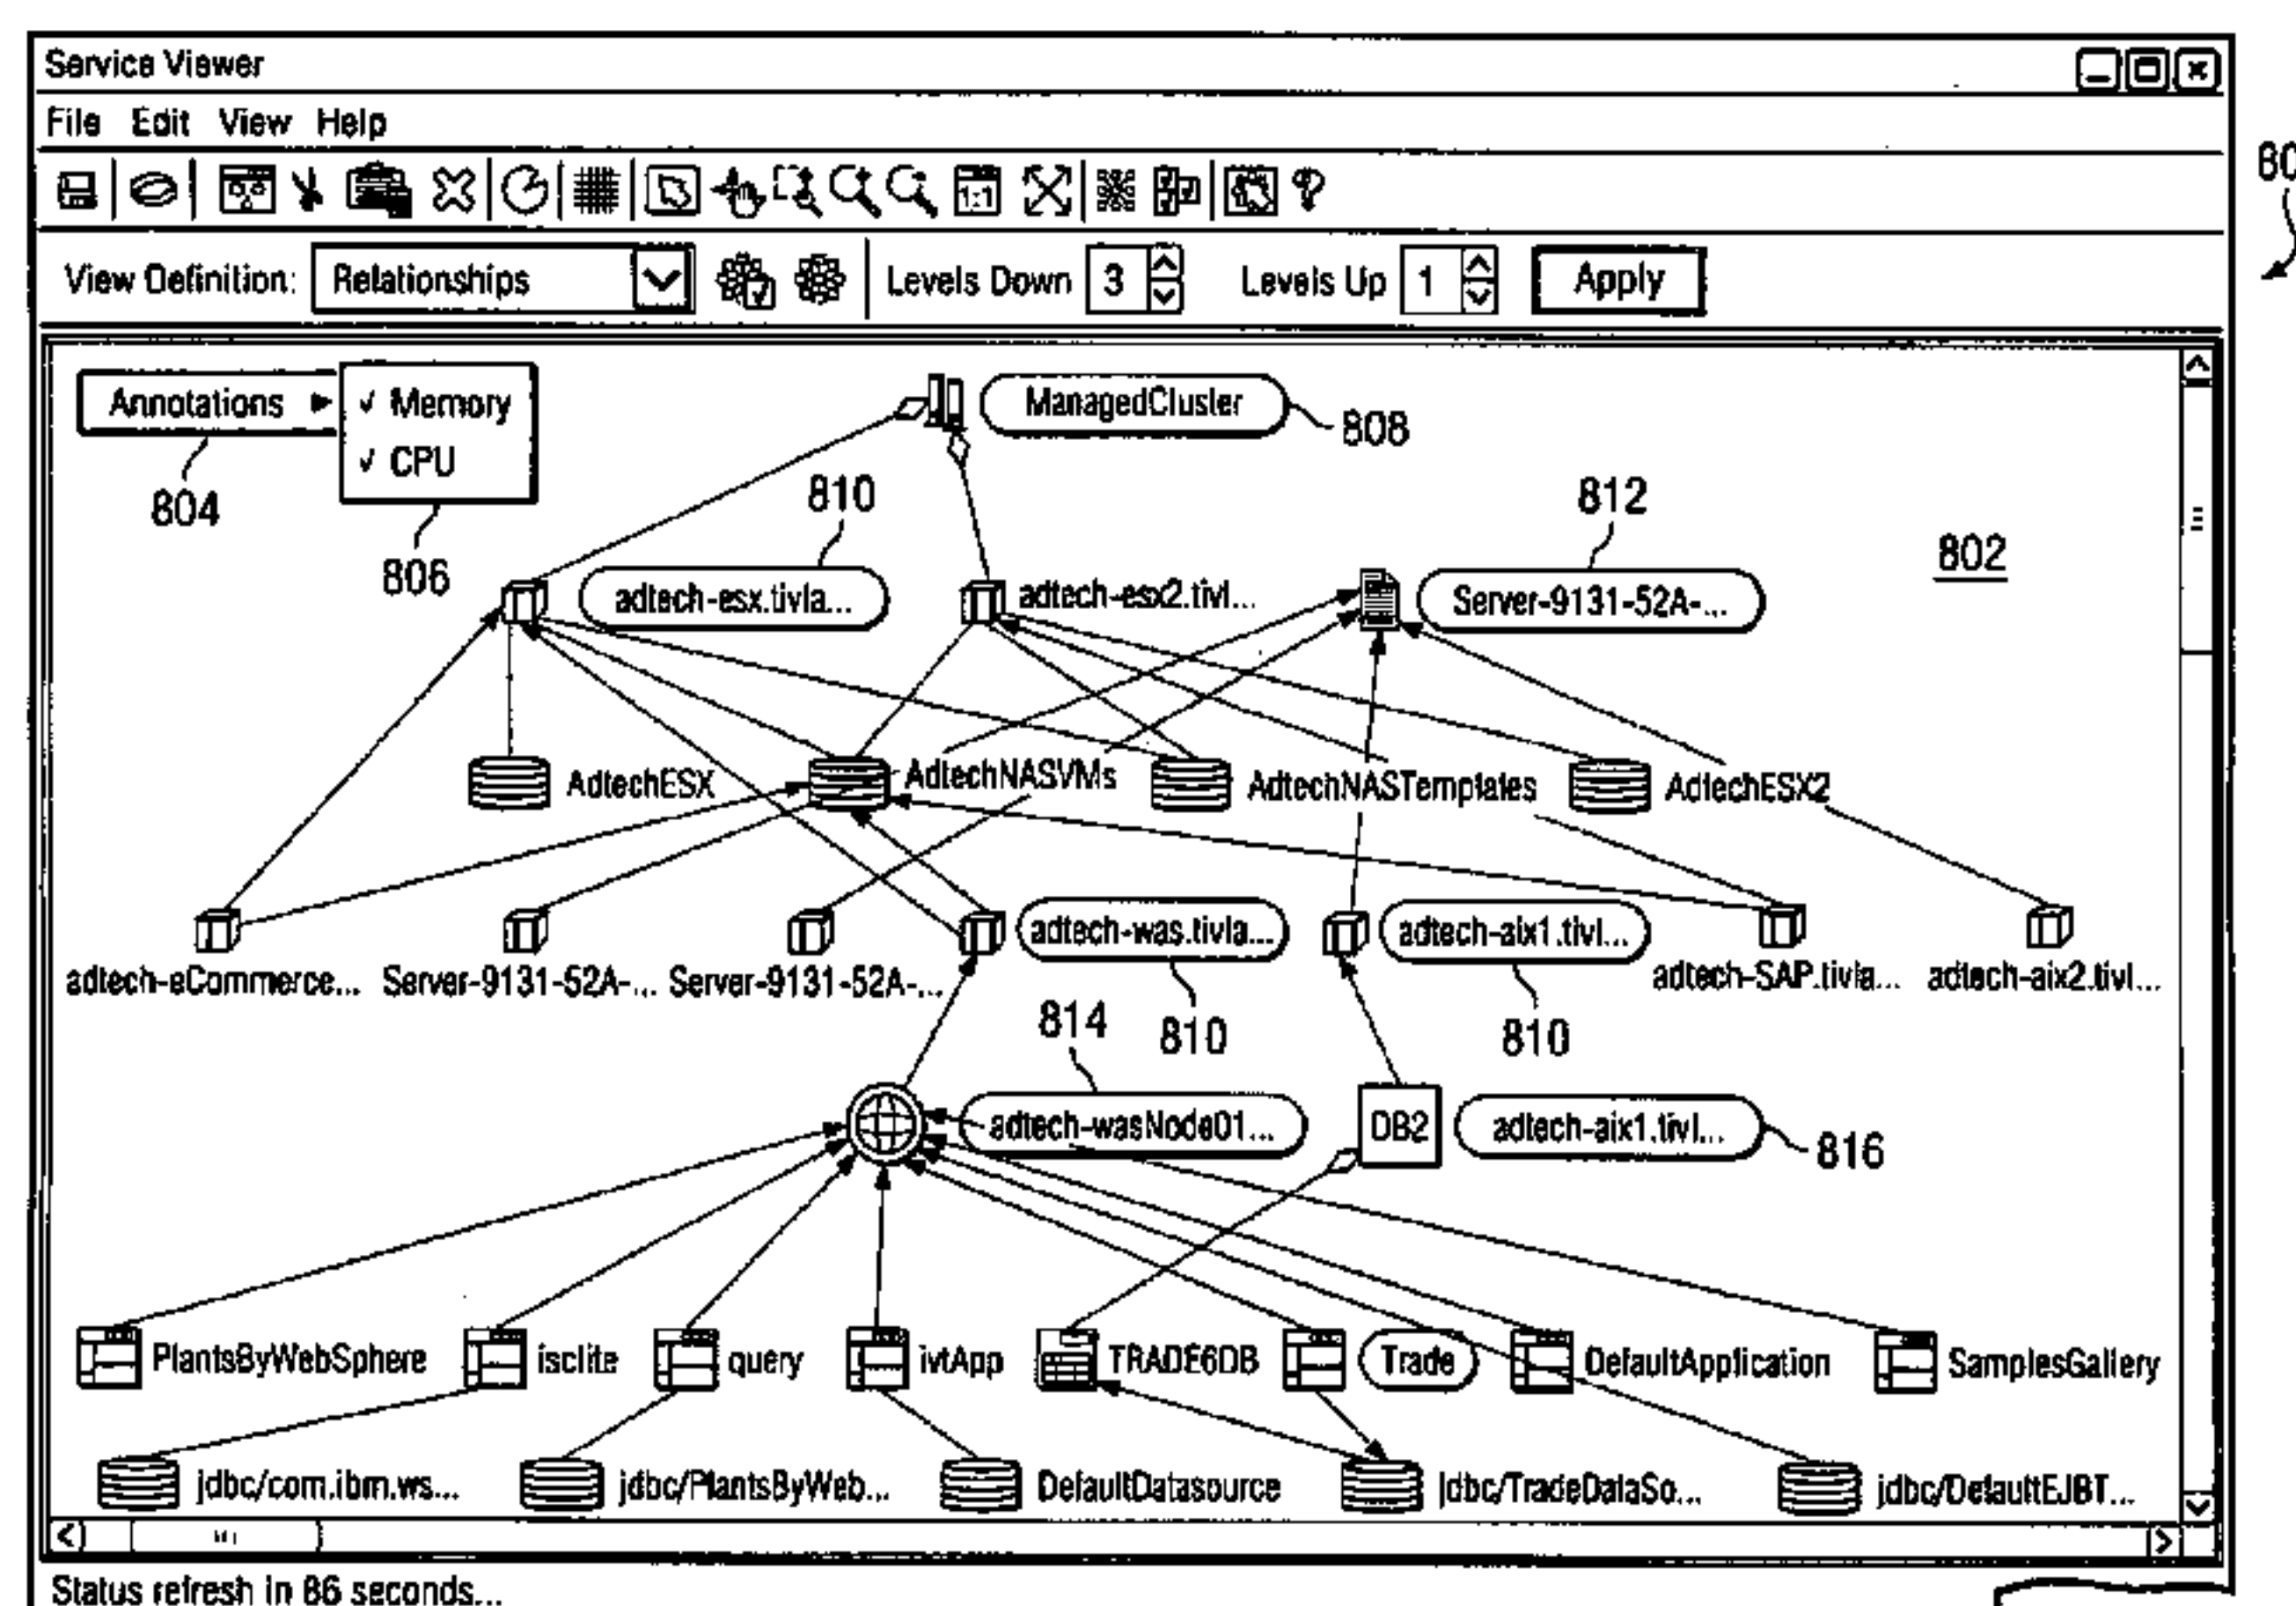 Service Viewer
File Edit View Help
1:1
View Definition: Relationships Levels Down 3 Levels Up 1 Apply
Annotations ✓ Memory
✓ CPU
804
806
ManagedCluster
808
810
812
802
adtech-esx.tivla...
adtech-esx2.tivl...
Server-9131-52A-...
AdtechESX
AdtechNASVMs
AdtechNASTemplates
AdtechESX2
adtech-was.tivla...
adtech-aix1.tivl...
adtech-eCommerce...
Server-9131-52A-...
Server-9131-52A-...
adtech-SAP.tivla...
adtech-aix2.tivl...
814
810
810
adtech-wasNode01...
DB2
adtech-aix1.tivl...
816
PlantsByWebSphere
isclite
query
ivtApp
TRADE6DB
Trade
DefaultApplication
SamplesGallery
jdbc/com.ibm.ws...
jdbc/PlantsByWeb...
DefaultDatasource
jdbc/TradeDataSo...
jdbc/DefaultEJBT...
Status refresh in 86 seconds...